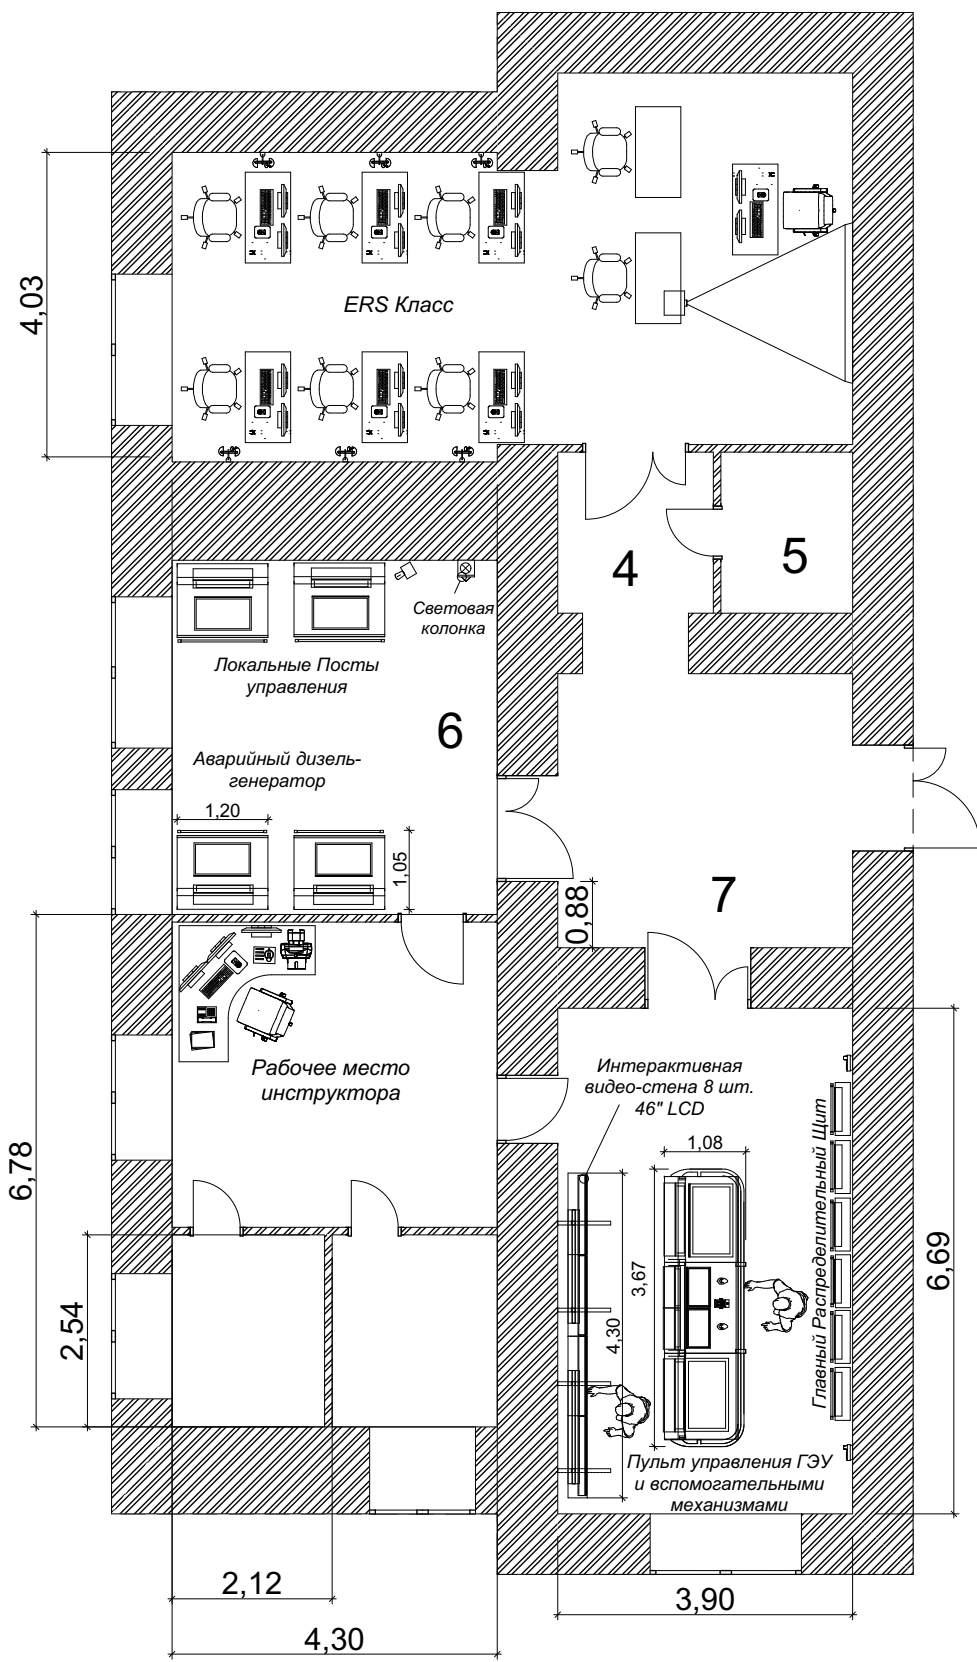 4,03
ERS Класс
4
5
Световая
колонка
Локальные Посты
управления
6
Аварийный дизель-
генератор
1,20
1,05
7
0,88
Рабочее место
инструктора
Интерактивная
видео-стена 8 шт.
46" LCD
1,08
Главный Распределительный Щит
6,78
3,67
4,30
6,69
2,54
Пульт управления ГЭУ
и вспомогательными
механизмами
2,12
3,90
4,30